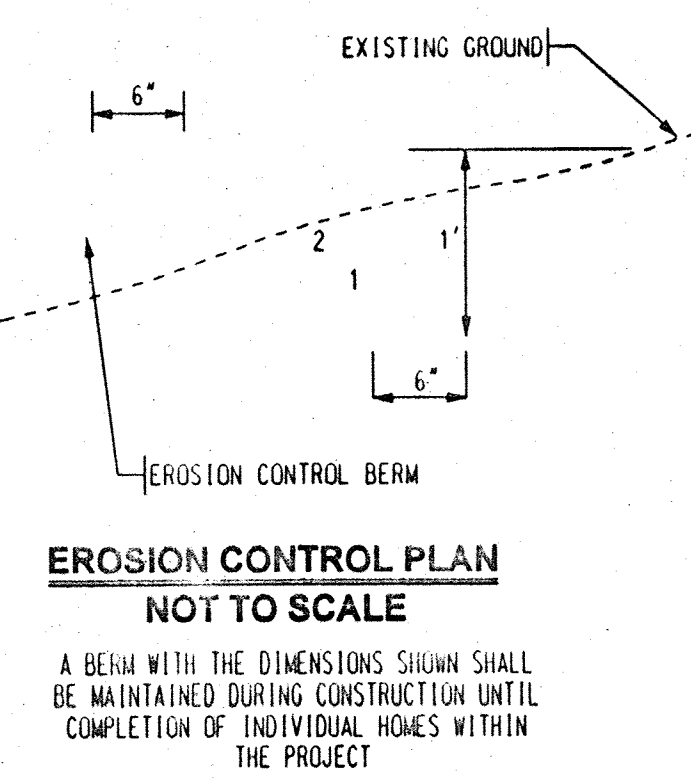 EXISTING GROUND
6"
2
1'
1
6"
EROSION CONTROL BERM
EROSION CONTROL PLAN
NOT TO SCALE
A BERM WITH THE DIMENSIONS SHOWN SHALL
BE MAINTAINED DURING CONSTRUCTION UNTIL
COMPLETION OF INDIVIDUAL HOMES WITHIN
THE PROJECT